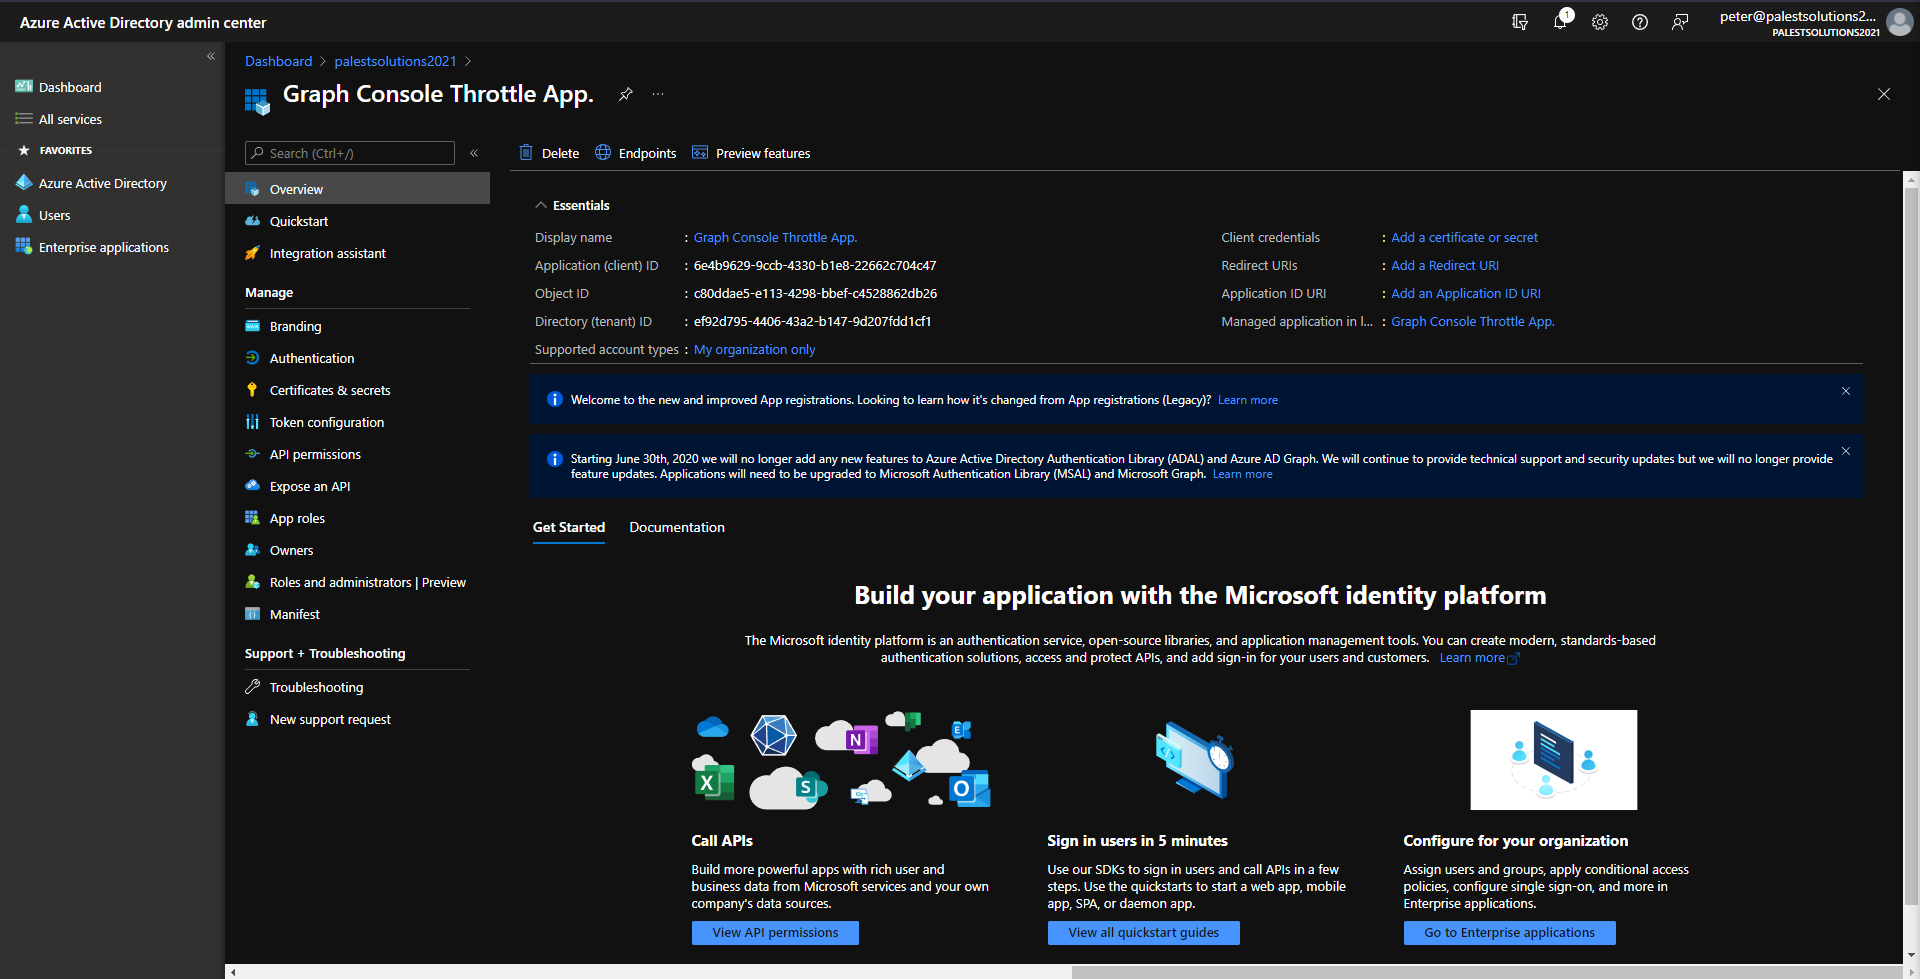 Azure Active Directory admin center
1
peter@palestsolutions2...
PALESTSOLUTIONS2021
Dashboard
All services
FAVORITES
Azure Active Directory
Users
Enterprise applications
Dashboard > palestsolutions2021 >
Graph Console Throttle App.
Search (Ctrl+/)
Overview
Quickstart
Integration assistant
Manage
Branding
Authentication
Certificates & secrets
Token configuration
API permissions
Expose an API
App roles
Owners
Roles and administrators | Preview
Manifest
Support + Troubleshooting
Troubleshooting
New support request
Delete Endpoints Preview features
Essentials
Display name : Graph Console Throttle App.
Application (client) ID : 6e4b9629-9ccb-4330-b1e8-22662c704c47
Object ID : c80ddae5-e113-4298-bbef-c4528862db26
Directory (tenant) ID : ef92d795-4406-43a2-b147-9d207fdd1cf1
Supported account types : My organization only
Client credentials : Add a certificate or secret
Redirect URIs : Add a Redirect URI
Application ID URI : Add an Application ID URI
Managed application in l... : Graph Console Throttle App.
Welcome to the new and improved App registrations. Looking to learn how it's changed from App registrations (Legacy)? Learn more
Starting June 30th, 2020 we will no longer add any new features to Azure Active Directory Authentication Library (ADAL) and Azure AD Graph. We will continue to provide technical support and security updates but we will no longer provide
feature updates. Applications will need to be upgraded to Microsoft Authentication Library (MSAL) and Microsoft Graph. Learn more
Get Started Documentation
Build your application with the Microsoft identity platform
The Microsoft identity platform is an authentication service, open-source libraries, and application management tools. You can create modern, standards-based
authentication solutions, access and protect APIs, and add sign-in for your users and customers. Learn more
N
E
X
S
O
Call APIs
Build more powerful apps with rich user and
business data from Microsoft services and your own
company's data sources.
View API permissions
Sign in users in 5 minutes
Use our SDKs to sign in users and call APIs in a few
steps. Use the quickstarts to start a web app, mobile
app, SPA, or daemon app.
View all quickstart guides
Configure for your organization
Assign users and groups, apply conditional access
policies, configure single sign-on, and more in
Enterprise applications.
Go to Enterprise applications